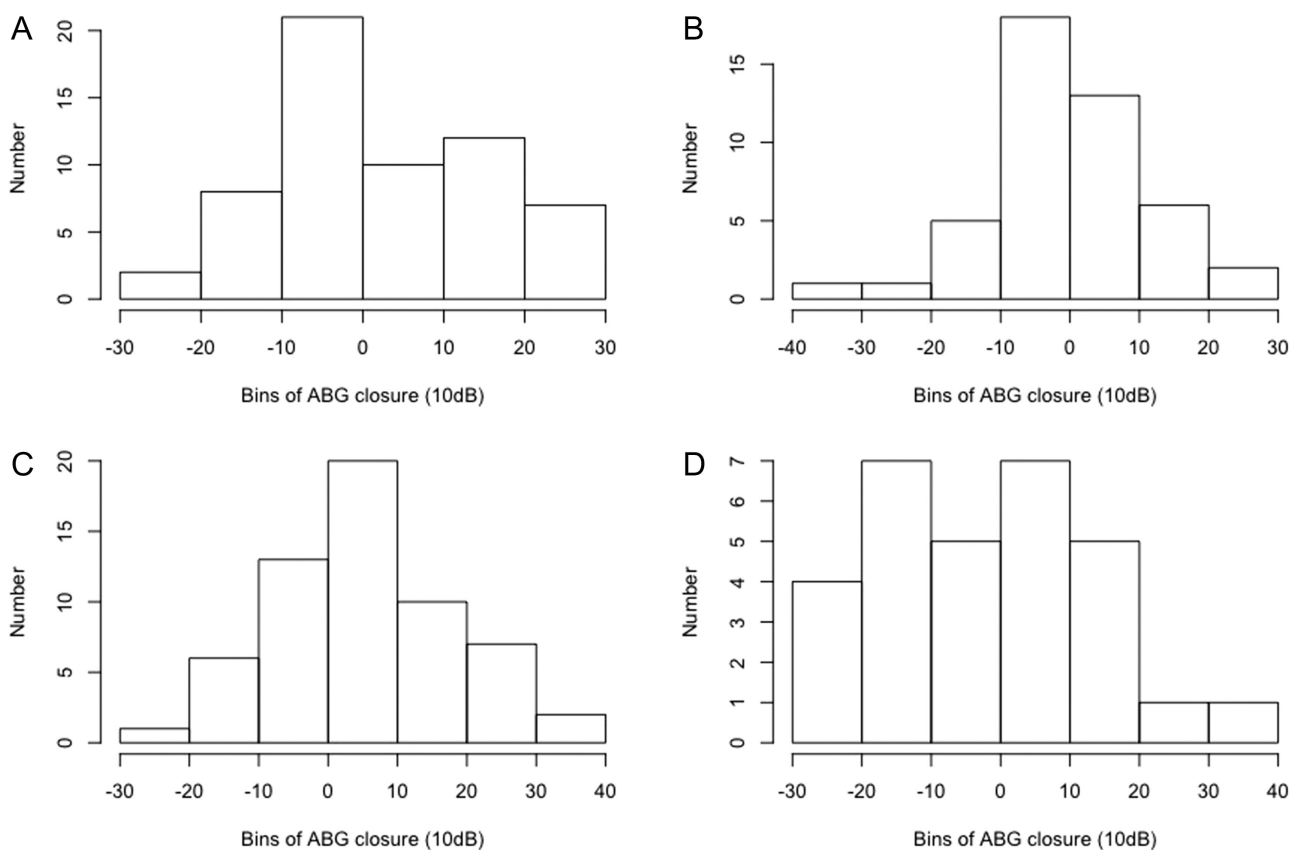 A
Number
20
15
10
5
0
-30 -20 -10 0 10 20 30
Bins of ABG closure (10dB)
B
Number
15
10
5
0
-40 -30 -20 -10 0 10 20 30
Bins of ABG closure (10dB)
C
Number
20
15
10
5
0
-30 -20 -10 0 10 20 30 40
Bins of ABG closure (10dB)
D
Number
7
6
5
4
3
2
1
0
-30 -20 -10 0 10 20 30 40
Bins of ABG closure (10dB)